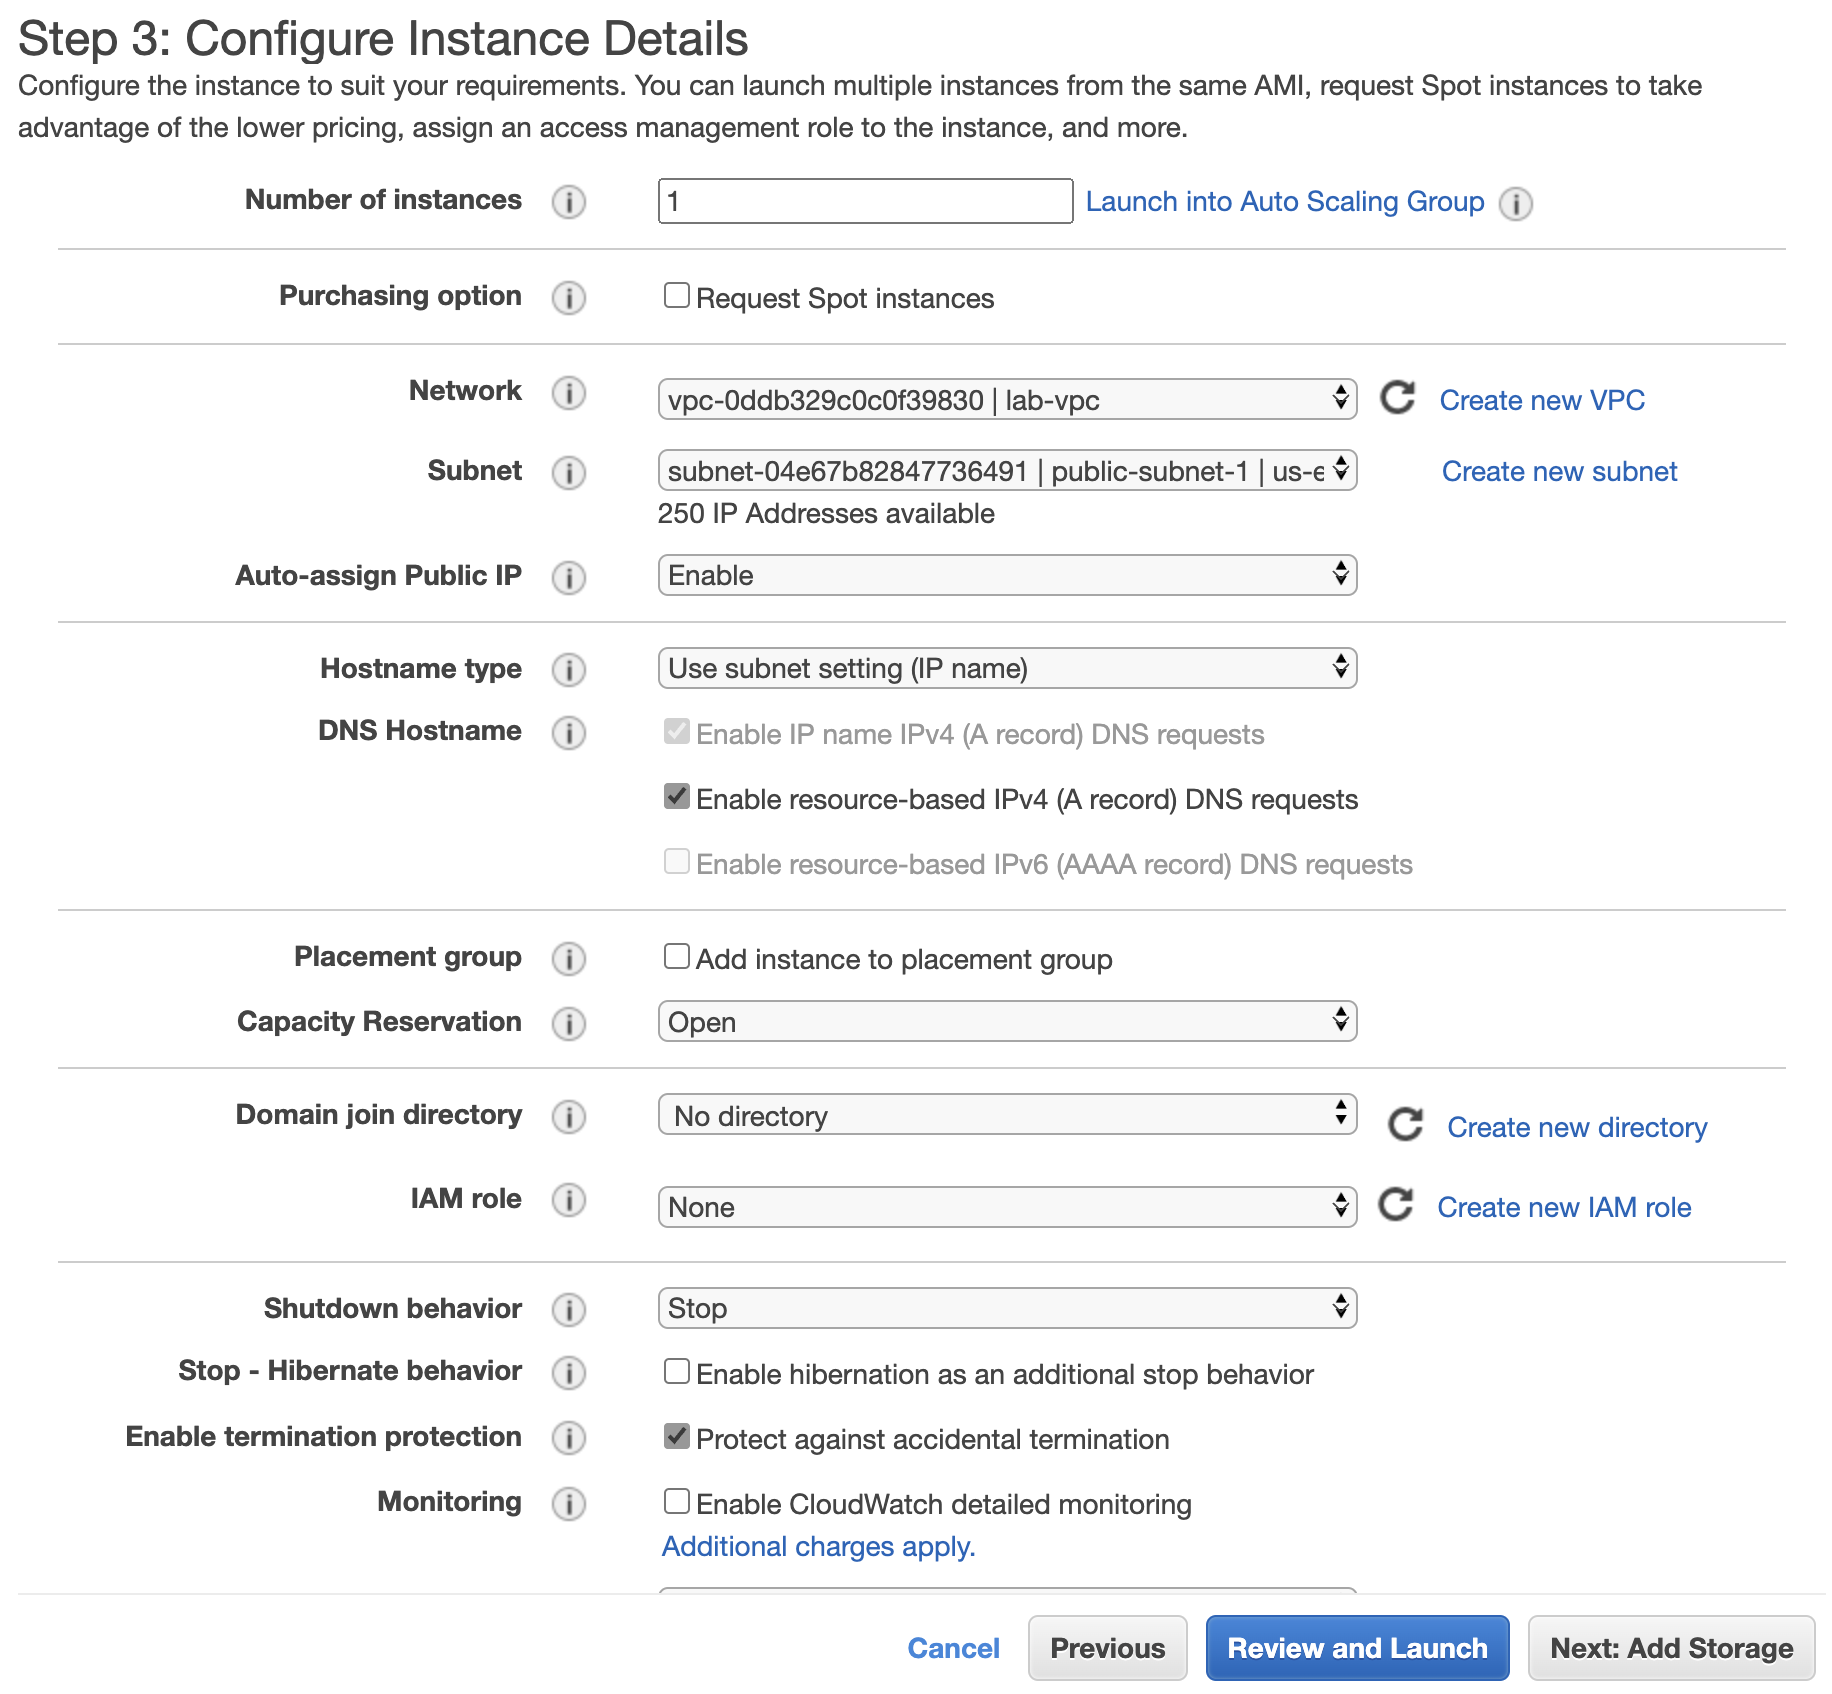 Step 3: Configure Instance Details
Configure the instance to suit your requirements. You can launch multiple instances from the same AMI, request Spot instances to take
advantage of the lower pricing, assign an access management role to the instance, and more.
Number of instances 1 Launch into Auto Scaling Group
Purchasing option Request Spot instances
Network vpc-0ddb329c0c0f39830 | lab-vpc Create new VPC
Subnet subnet-04e67b82847736491 | public-subnet-1 | us-e Create new subnet
250 IP Addresses available
Auto-assign Public IP Enable
Hostname type Use subnet setting (IP name)
DNS Hostname Enable IP name IPv4 (A record) DNS requests
Enable resource-based IPv4 (A record) DNS requests
Enable resource-based IPv6 (AAAA record) DNS requests
Placement group Add instance to placement group
Capacity Reservation Open
Domain join directory No directory Create new directory
IAM role None Create new IAM role
Shutdown behavior Stop
Stop - Hibernate behavior Enable hibernation as an additional stop behavior
Enable termination protection Protect against accidental termination
Monitoring Enable CloudWatch detailed monitoring
Additional charges apply.
Cancel Previous Review and Launch Next: Add Storage